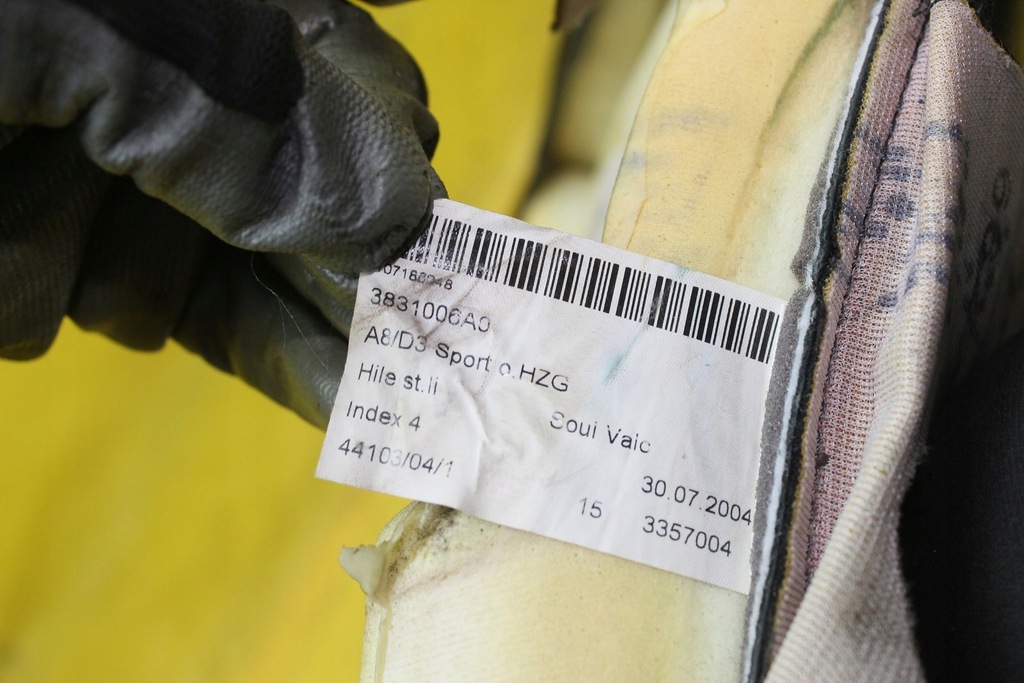 3831006A0
A8/D3 Sport o.HZG
Hile st.li
Index 4
Soul Vaic
44103/04/1
30.07.2004
15 3357004